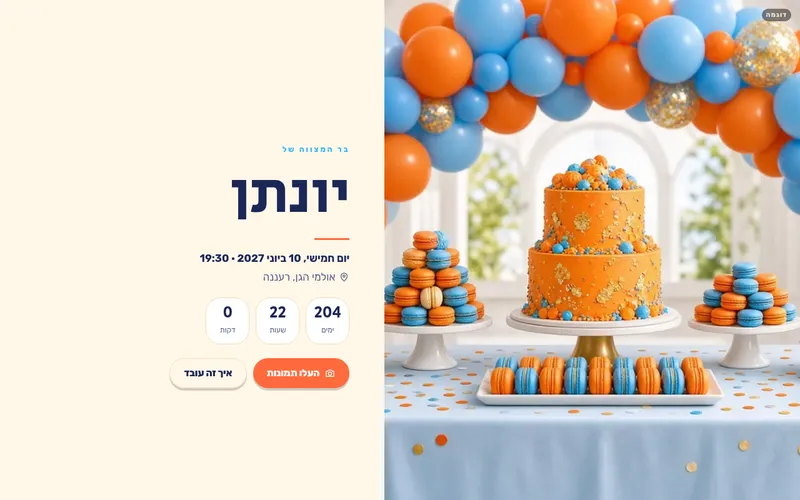 דוגמה
בר המצווה של
יונתן
יום חמישי, 10 ביוני 2027 • 19:30
אולמי הגן, רעננה
204 22 0
ימים שעות דקות
העלו תמונות איך זה עובד